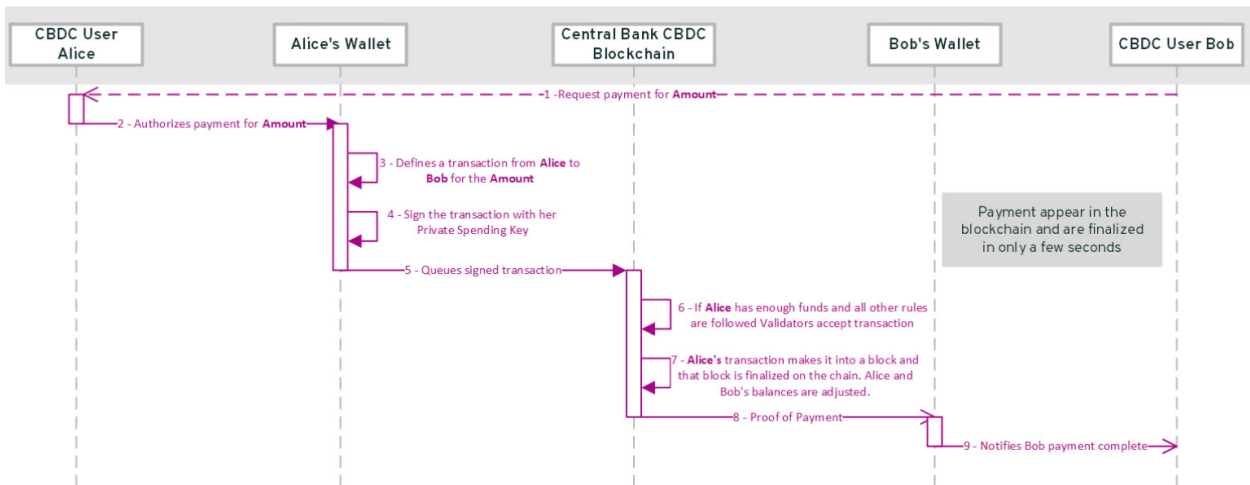 CBDC User
Alice
Alice's Wallet
Central Bank CBDC
Blockchain
Bob's Wallet
CBDC User Bob
1 -Request payment for Amount
2 - Authorizes payment for Amount
3 - Defines a transaction from Alice to
Bob for the Amount
4 - Sign the transaction with her
Private Spending Key
Payment appear in the
blockchain and are finalized
in only a few seconds
5 - Queues signed transaction
6 - If Alice has enough funds and all other rules
are followed Validators accept transaction
7 - Alice's transaction makes it into a block and
that block is finalized on the chain. Alice and
Bob's balances are adjusted.
8 - Proof of Payment
9 - Notifies Bob payment complete